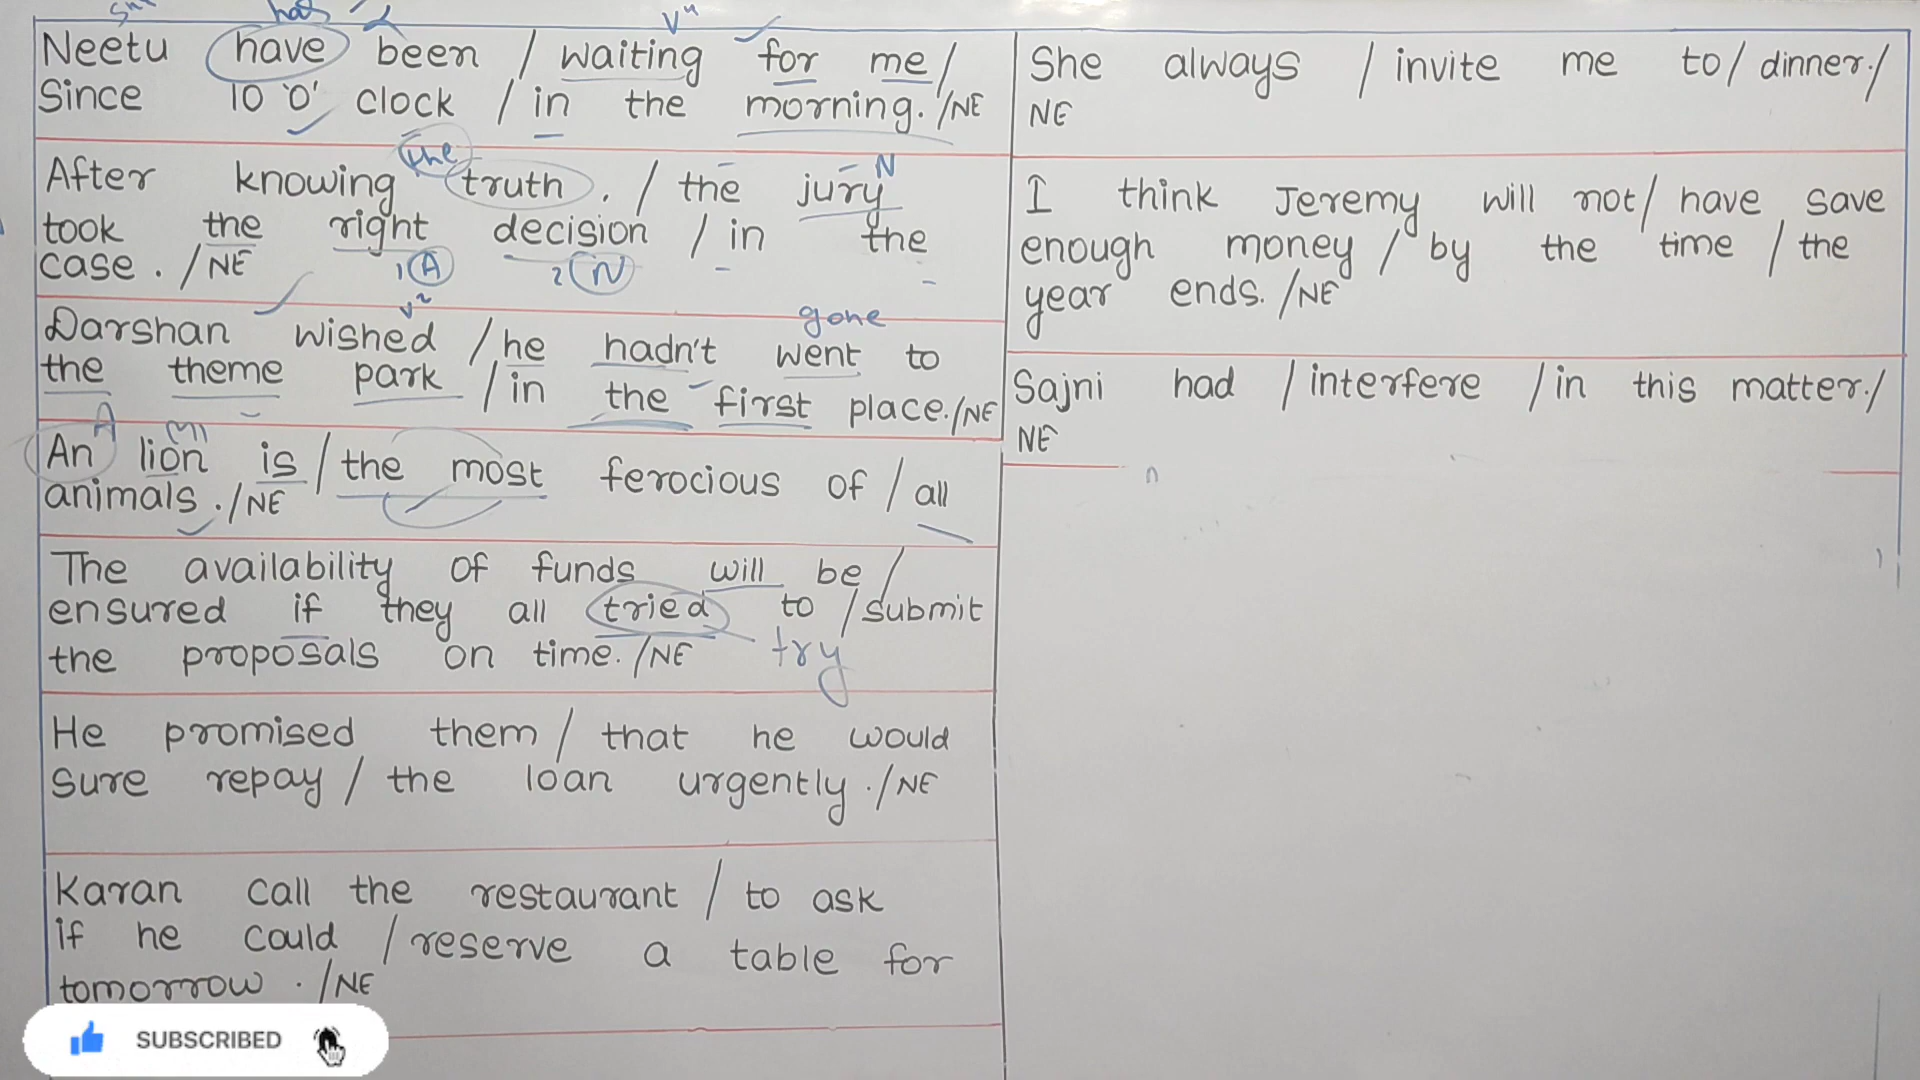 has
V⁴
Neetu have been / waiting for me /
Since 10 'O' clock / in the morning. /NE
the
N
After knowing truth . / the jury
took the right decision / in the
case . /NE
1 A 2 N
V²
gone
Darshan wished / he hadn't went to
the theme park / in the first place. /NE
A
An lion is / the most ferocious of / all
animals . /NE
The availability of funds will be /
ensured if they all tried to / submit
the proposals on time. /NE try
He promised them / that he would
sure repay / the loan urgently . /NE
Karan call the restaurant / to ask
if he could / reserve a table for
tomorrow . /NE
She always / invite me to / dinner. /
NE
I think Jeremy will not / have save
enough money / by the time / the
year ends. /NE
Sajni had / interfere / in this matter. /
NE
SUBSCRIBED